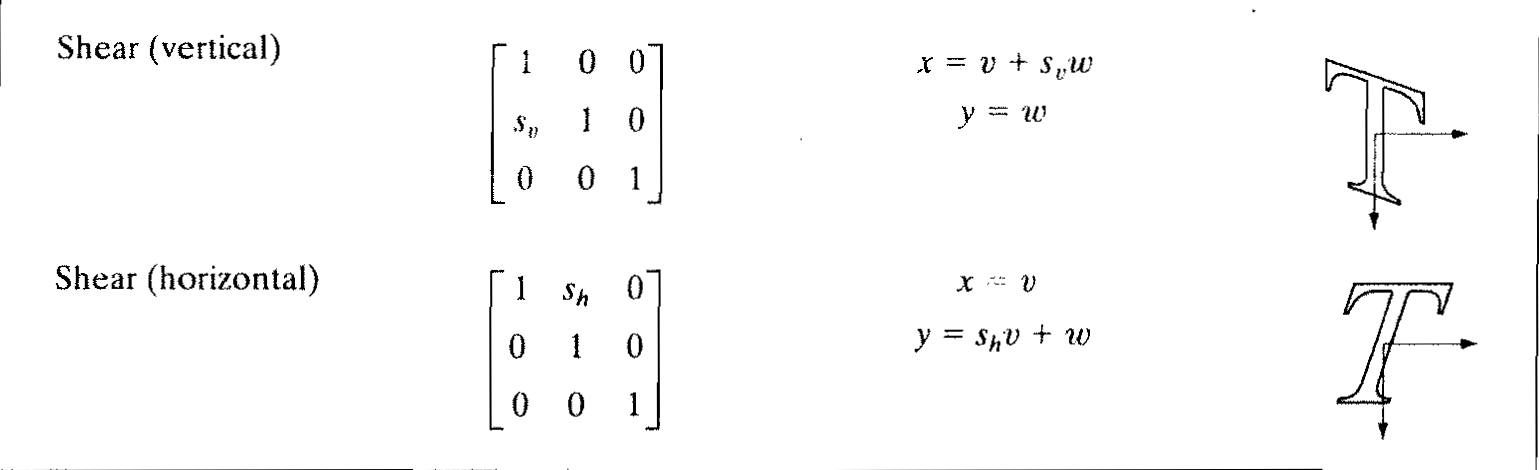 Shear (vertical)
1 0 0
s_v 1 0
0 0 1
x = v + s_v w
y = w
Shear (horizontal)
1 s_h 0
0 1 0
0 0 1
x = v
y = s_h v + w